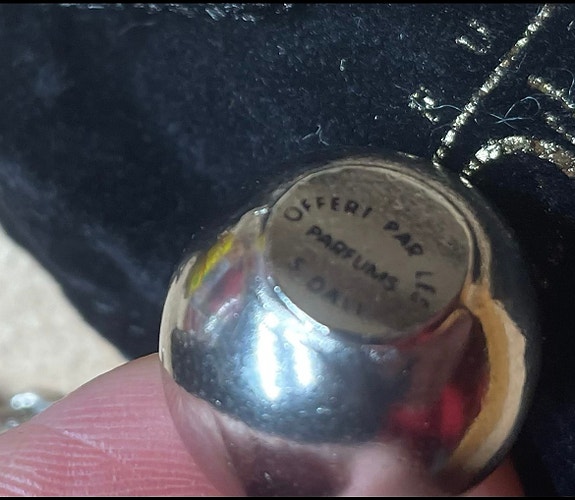 OFFERT PAR LES
PARFUMS
S. DALI